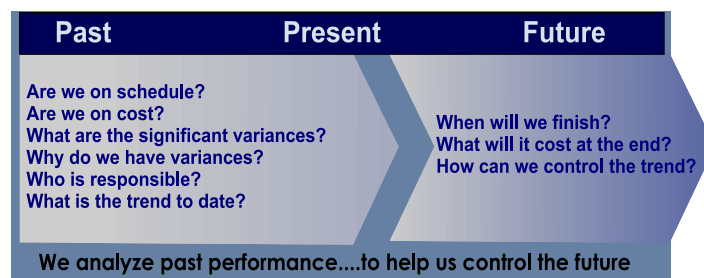 Past Present Future
Are we on schedule?
Are we on cost?
What are the significant variances?
Why do we have variances?
Who is responsible?
What is the trend to date?
When will we finish?
What will it cost at the end?
How can we control the trend?
We analyze past performance....to help us control the future